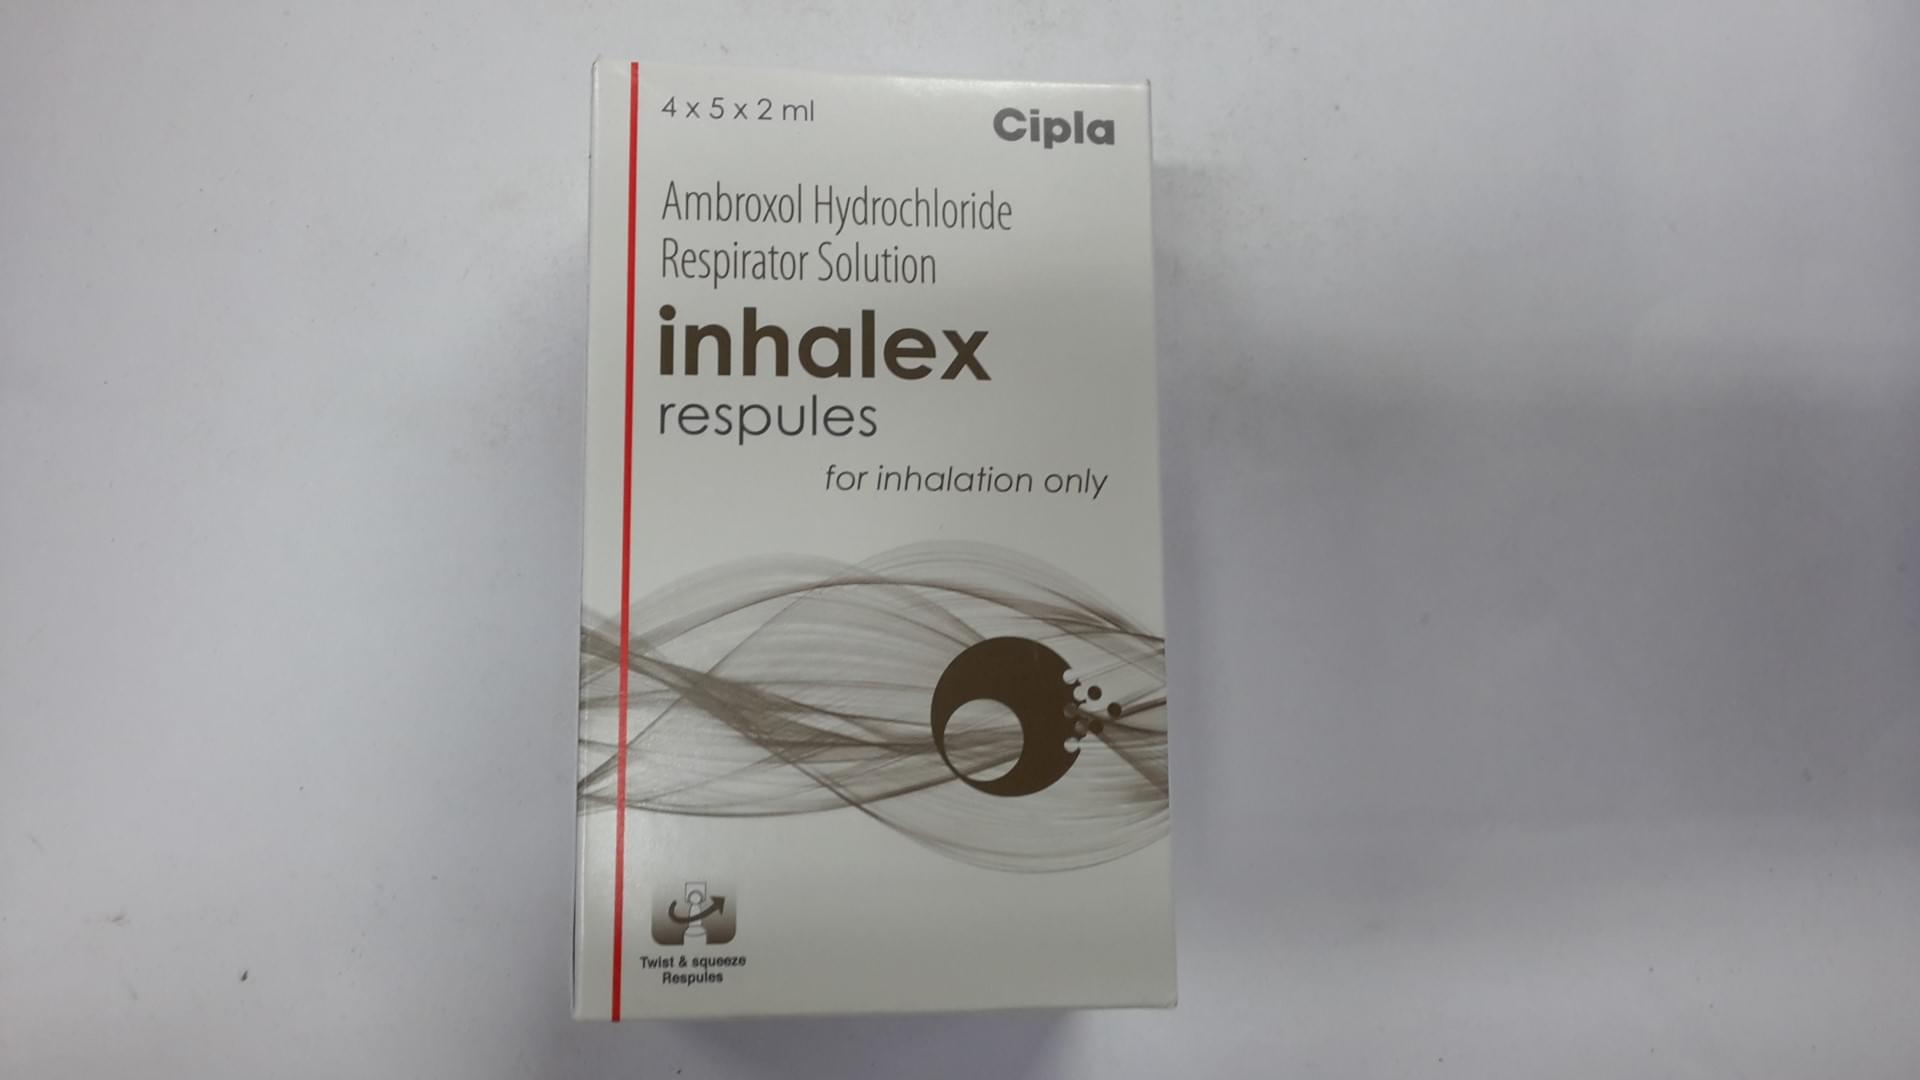 4 x 5 x 2 ml
Cipla
Ambroxol Hydrochloride
Respirator Solution
inhalex
respules
for inhalation only
Twist & squeeze
Respules